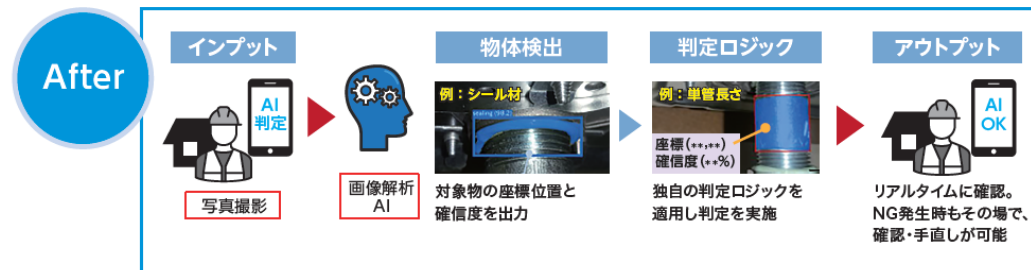 After
インプット
AI
判定
写真撮影
画像解析
AI
物体検出
例：シール材
対象物の座標位置と
確信度を出力
判定ロジック
例：単管長さ
座標(**,**)
確信度(**%)
独自の判定ロジックを
適用し判定を実施
アウトプット
AI
OK
リアルタイムに確認。
NG発生時もその場で、
確認・手直しが可能